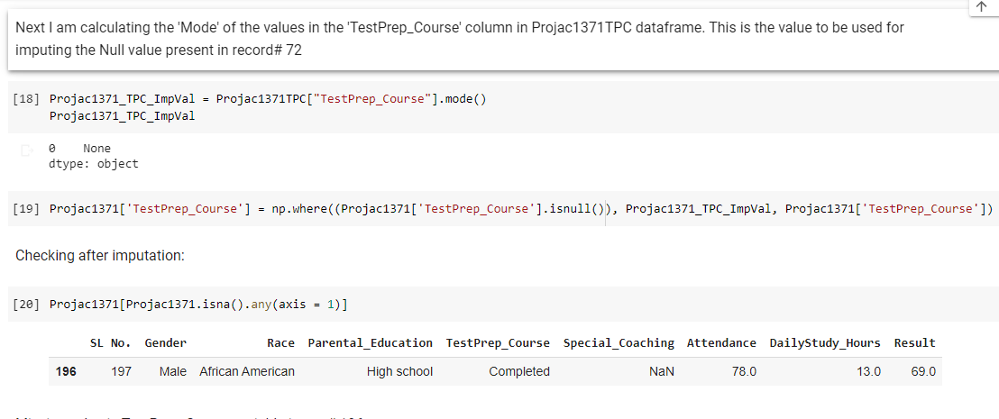 Next I am calculating the 'Mode' of the values in the 'TestPrep_Course' column in Projac1371TPC dataframe. This is the value to be used for
imputing the Null value present in record# 72
[18] Projac1371_TPC_ImpVal = Projac1371TPC["TestPrep_Course"].mode()
Projac1371_TPC_ImpVal
0    None
dtype: object
[19] Projac1371['TestPrep_Course'] = np.where((Projac1371['TestPrep_Course'].isnull()), Projac1371_TPC_ImpVal, Projac1371['TestPrep_Course'])
Checking after imputation:
[20] Projac1371[Projac1371.isna().any(axis = 1)]
SL No. Gender Race Parental_Education TestPrep_Course Special_Coaching Attendance DailyStudy_Hours Result
196 197 Male African American High school Completed NaN 78.0 13.0 69.0